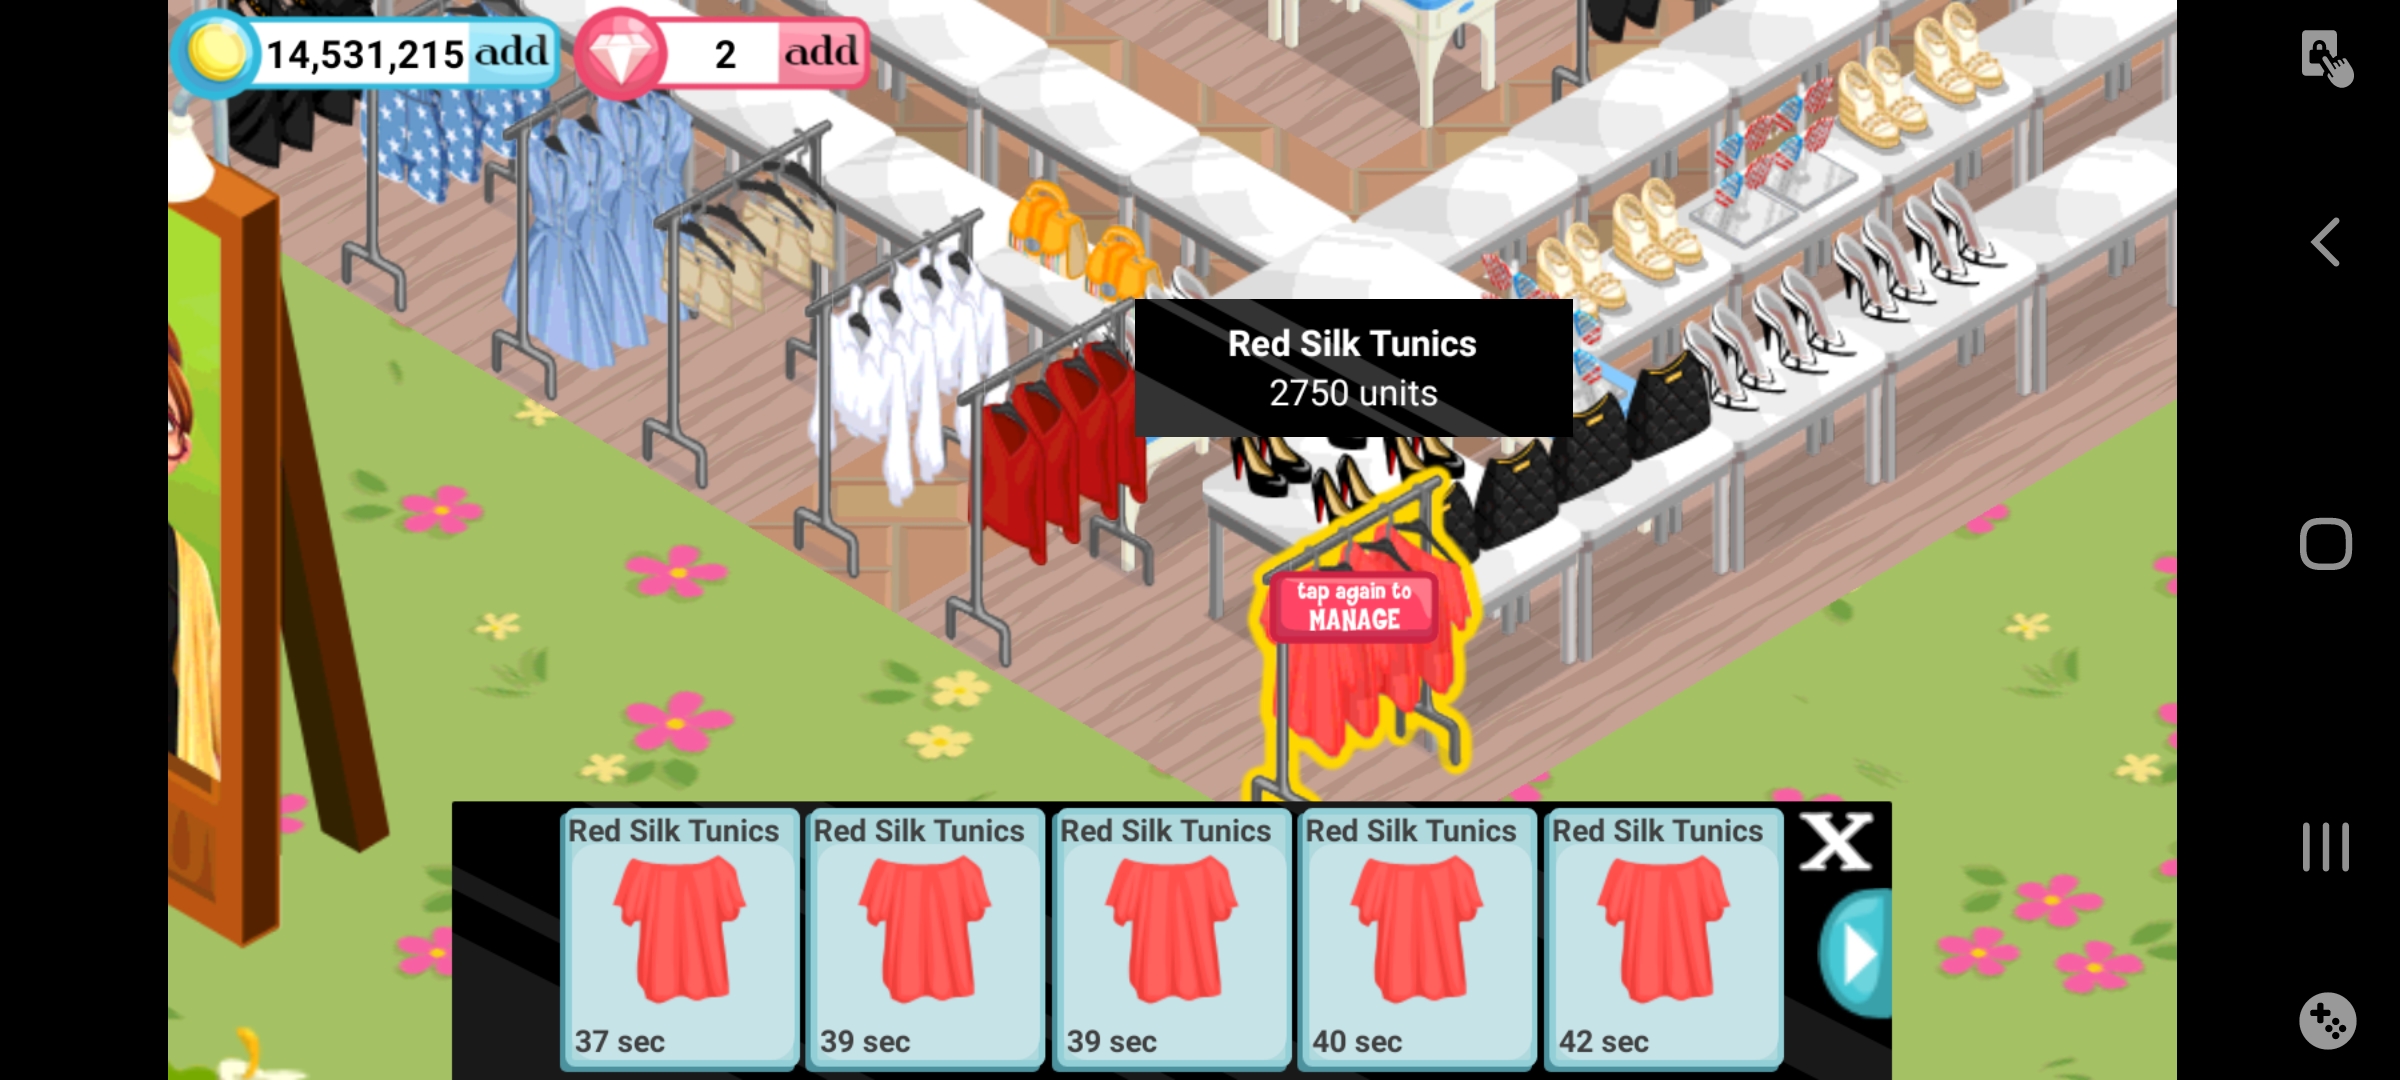 14,531,215 add 2 add
Red Silk Tunics
2750 units
tap again to
MANAGE
Red Silk Tunics
37 sec
Red Silk Tunics
39 sec
Red Silk Tunics
39 sec
Red Silk Tunics
40 sec
Red Silk Tunics
42 sec
X